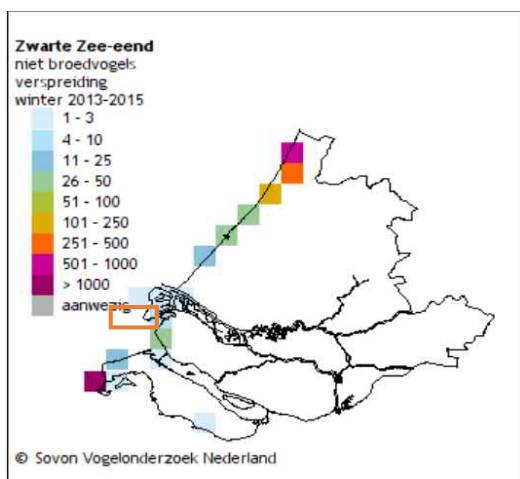 Zwarte Zee-eend
niet broedvogels
verspreiding
winter 2013-2015
1 - 3
4 - 10
11 - 25
26 - 50
51 - 100
101 - 250
251 - 500
501 - 1000
> 1000
aanwezig
© Sovon Vogelonderzoek Nederland